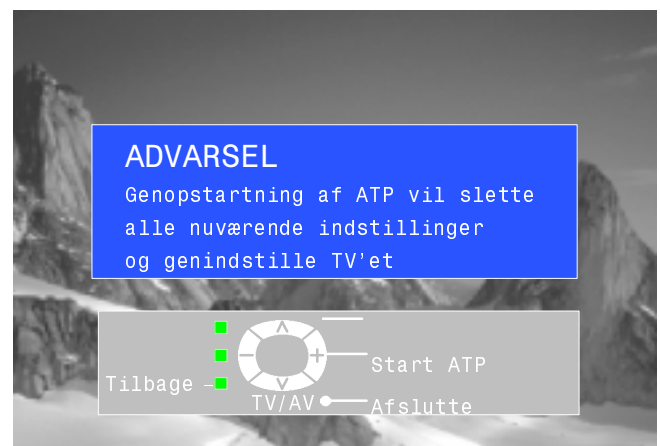 ADVARSEL
Genopstartning af ATP vil slette
alle nuværende indstillinger
og genindstille TV'et
Start ATP
Tilbage
TV/AV
Afslutte